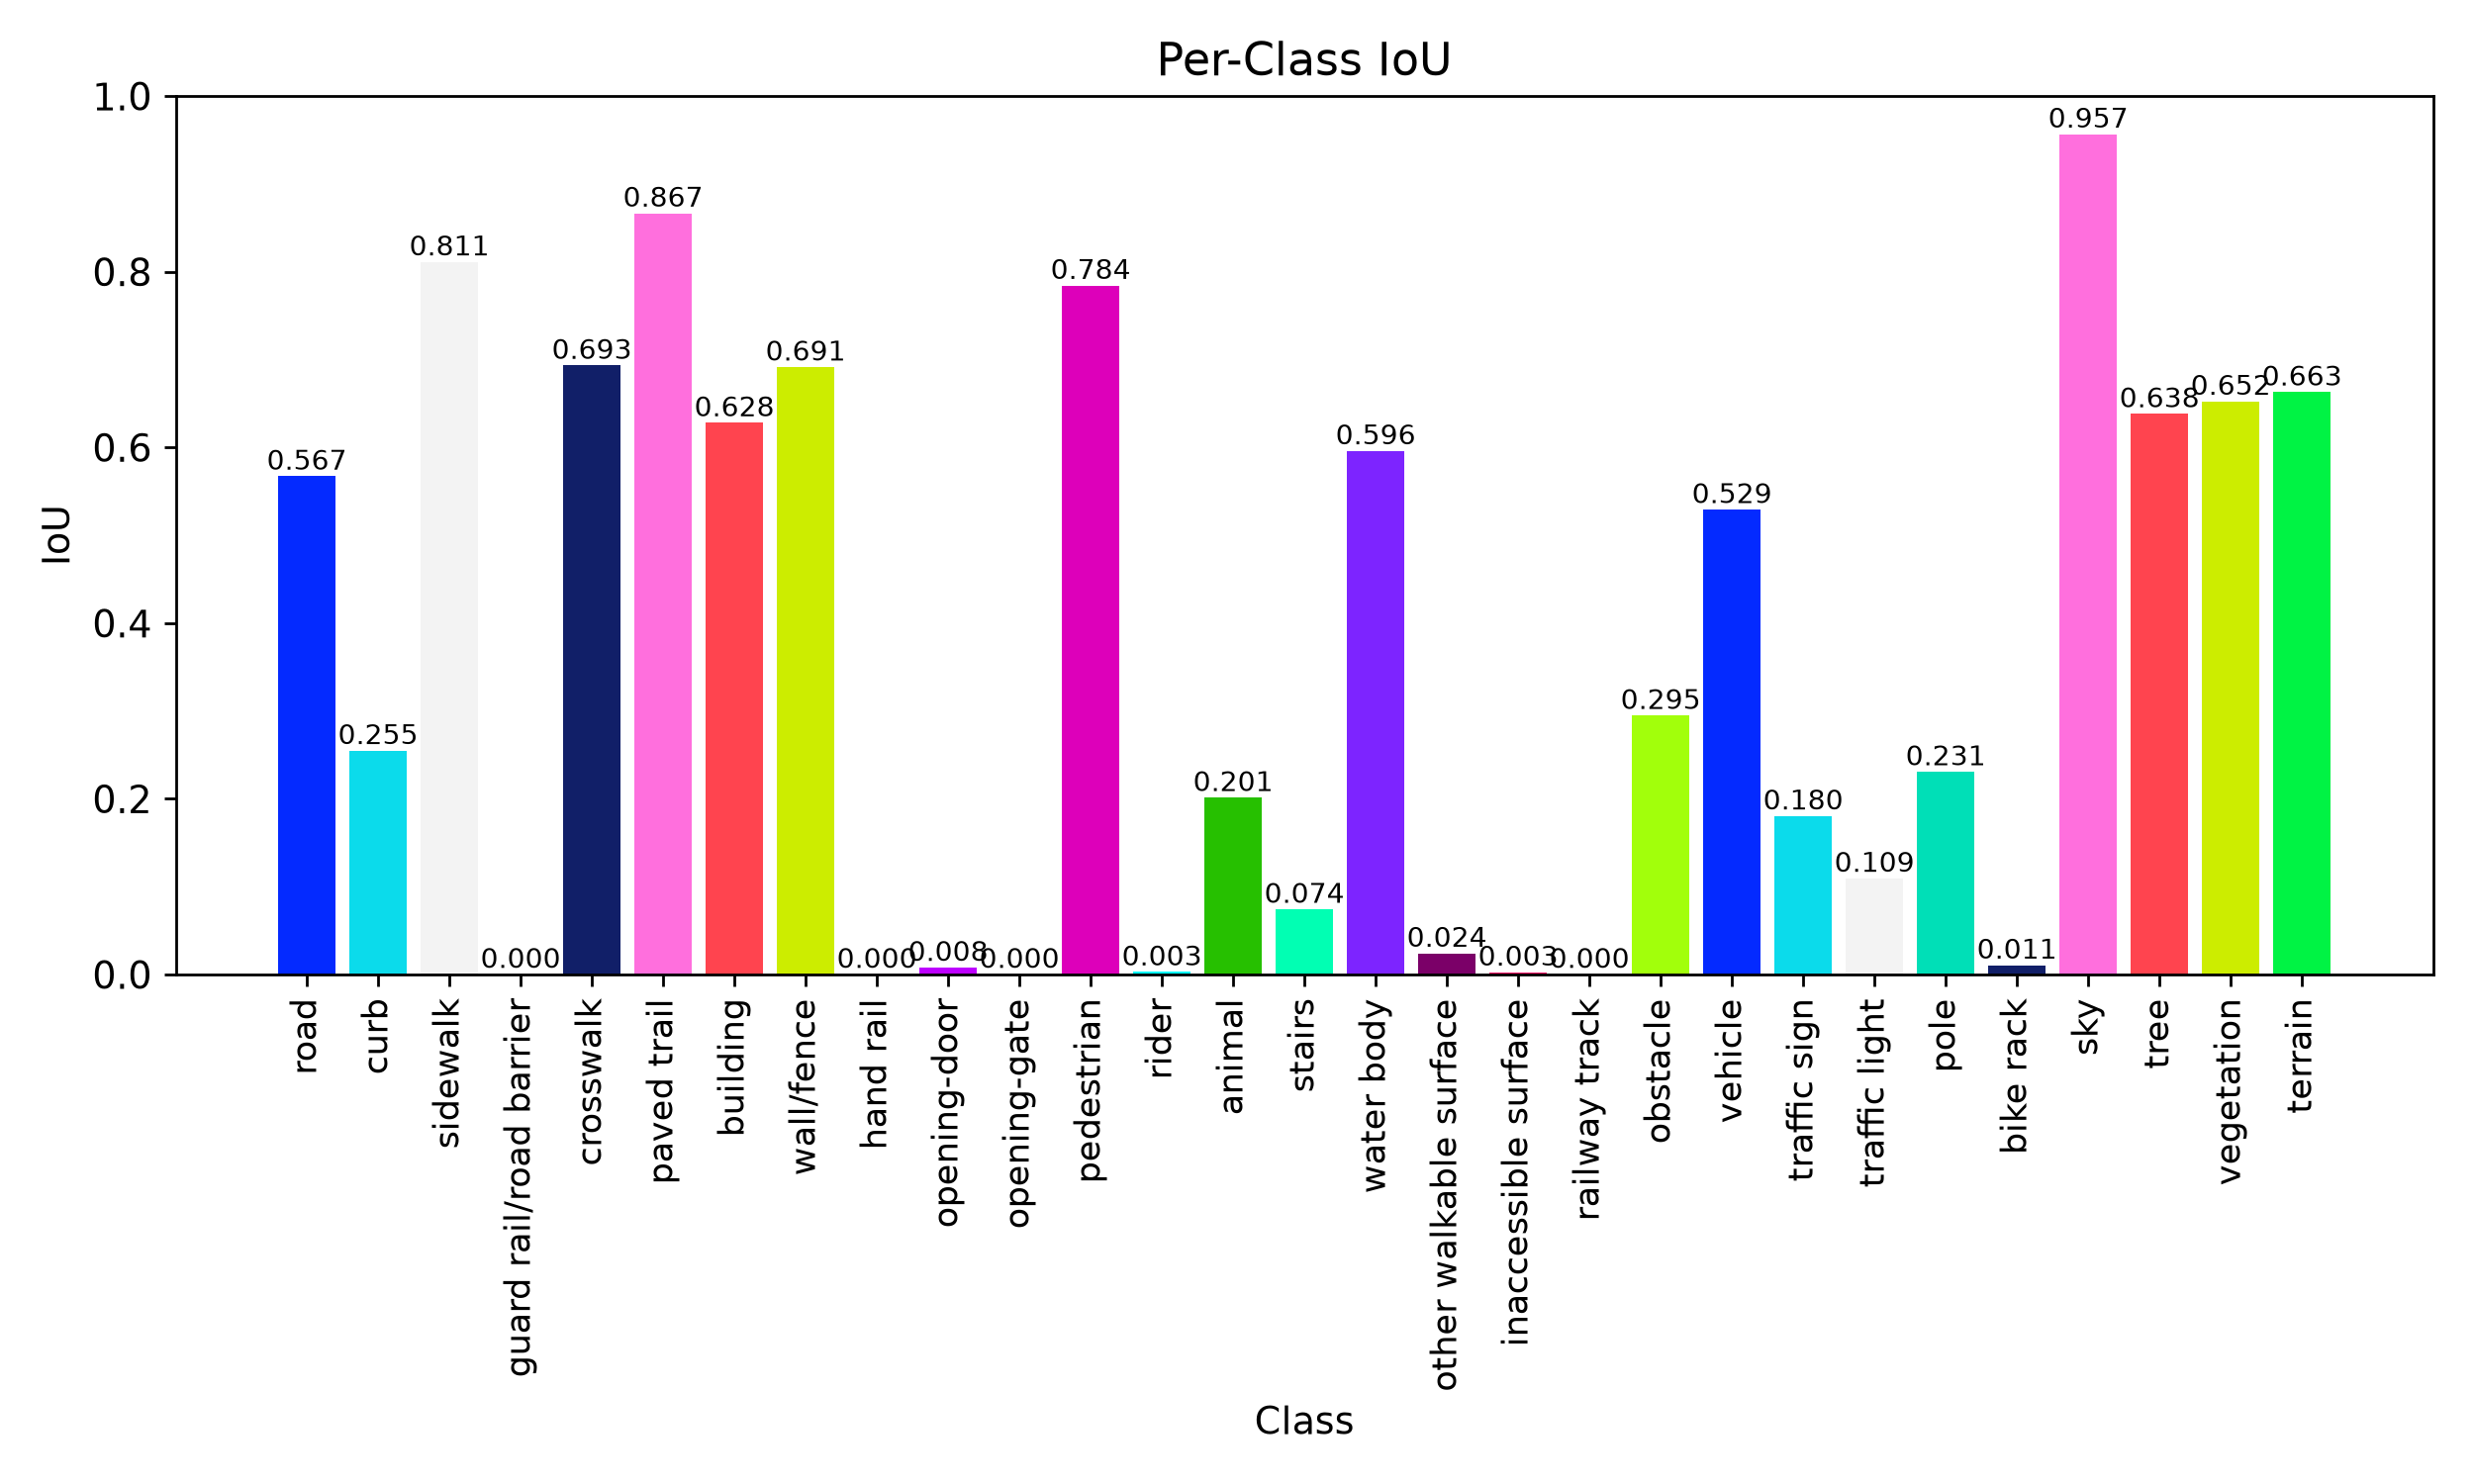 Per-Class IoU
1.0
0.8
0.6
0.4
0.2
0.0
IoU
0.567
0.255
0.811
0.000
0.693
0.867
0.628
0.691
0.000
0.008
0.000
0.784
0.003
0.201
0.074
0.596
0.024
0.003
0.000
0.295
0.529
0.180
0.109
0.231
0.011
0.957
0.638
0.652
0.663
road
curb
sidewalk
guard rail/road barrier
crosswalk
paved trail
building
wall/fence
hand rail
opening-door
opening-gate
pedestrian
rider
animal
stairs
water body
other walkable surface
inaccessible surface
railway track
obstacle
vehicle
traffic sign
traffic light
pole
bike rack
sky
tree
vegetation
terrain
Class